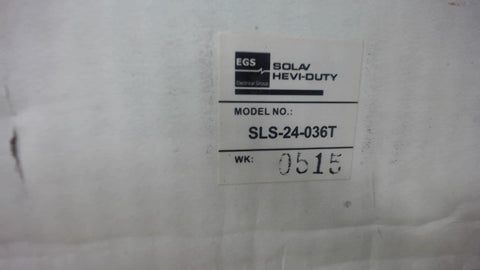 EGS
Electrical Group
SOLA/
HEVI-DUTY
MODEL NO.:
SLS-24-036T
WK: 0515